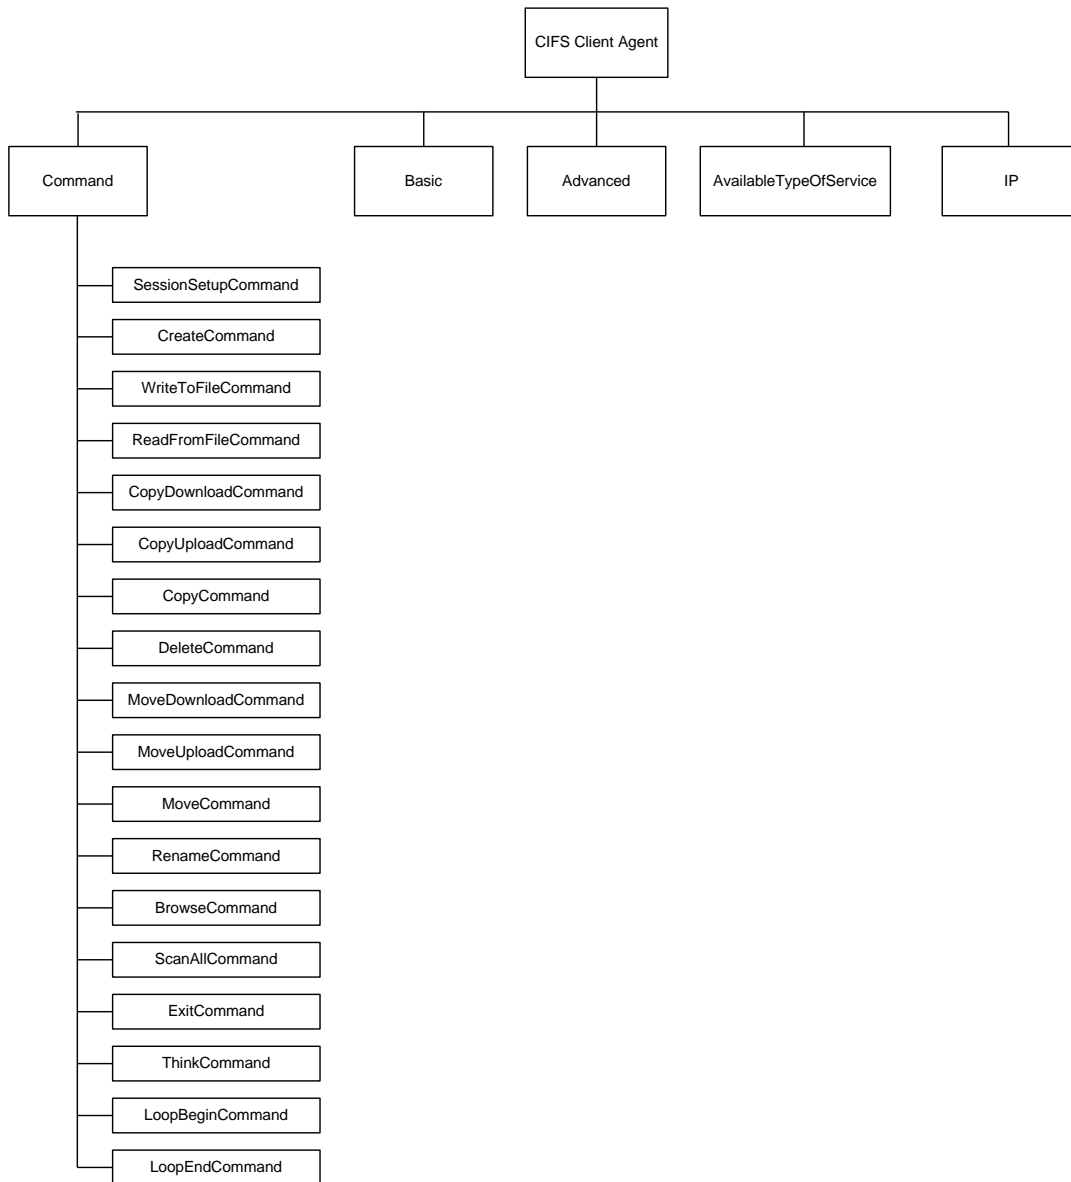 CIFS Client Agent
Command
Basic
Advanced
AvailableTypeOfService
IP
SessionSetupCommand
CreateCommand
WriteToFileCommand
ReadFromFileCommand
CopyDownloadCommand
CopyUploadCommand
CopyCommand
DeleteCommand
MoveDownloadCommand
MoveUploadCommand
MoveCommand
RenameCommand
BrowseCommand
ScanAllCommand
ExitCommand
ThinkCommand
LoopBeginCommand
LoopEndCommand